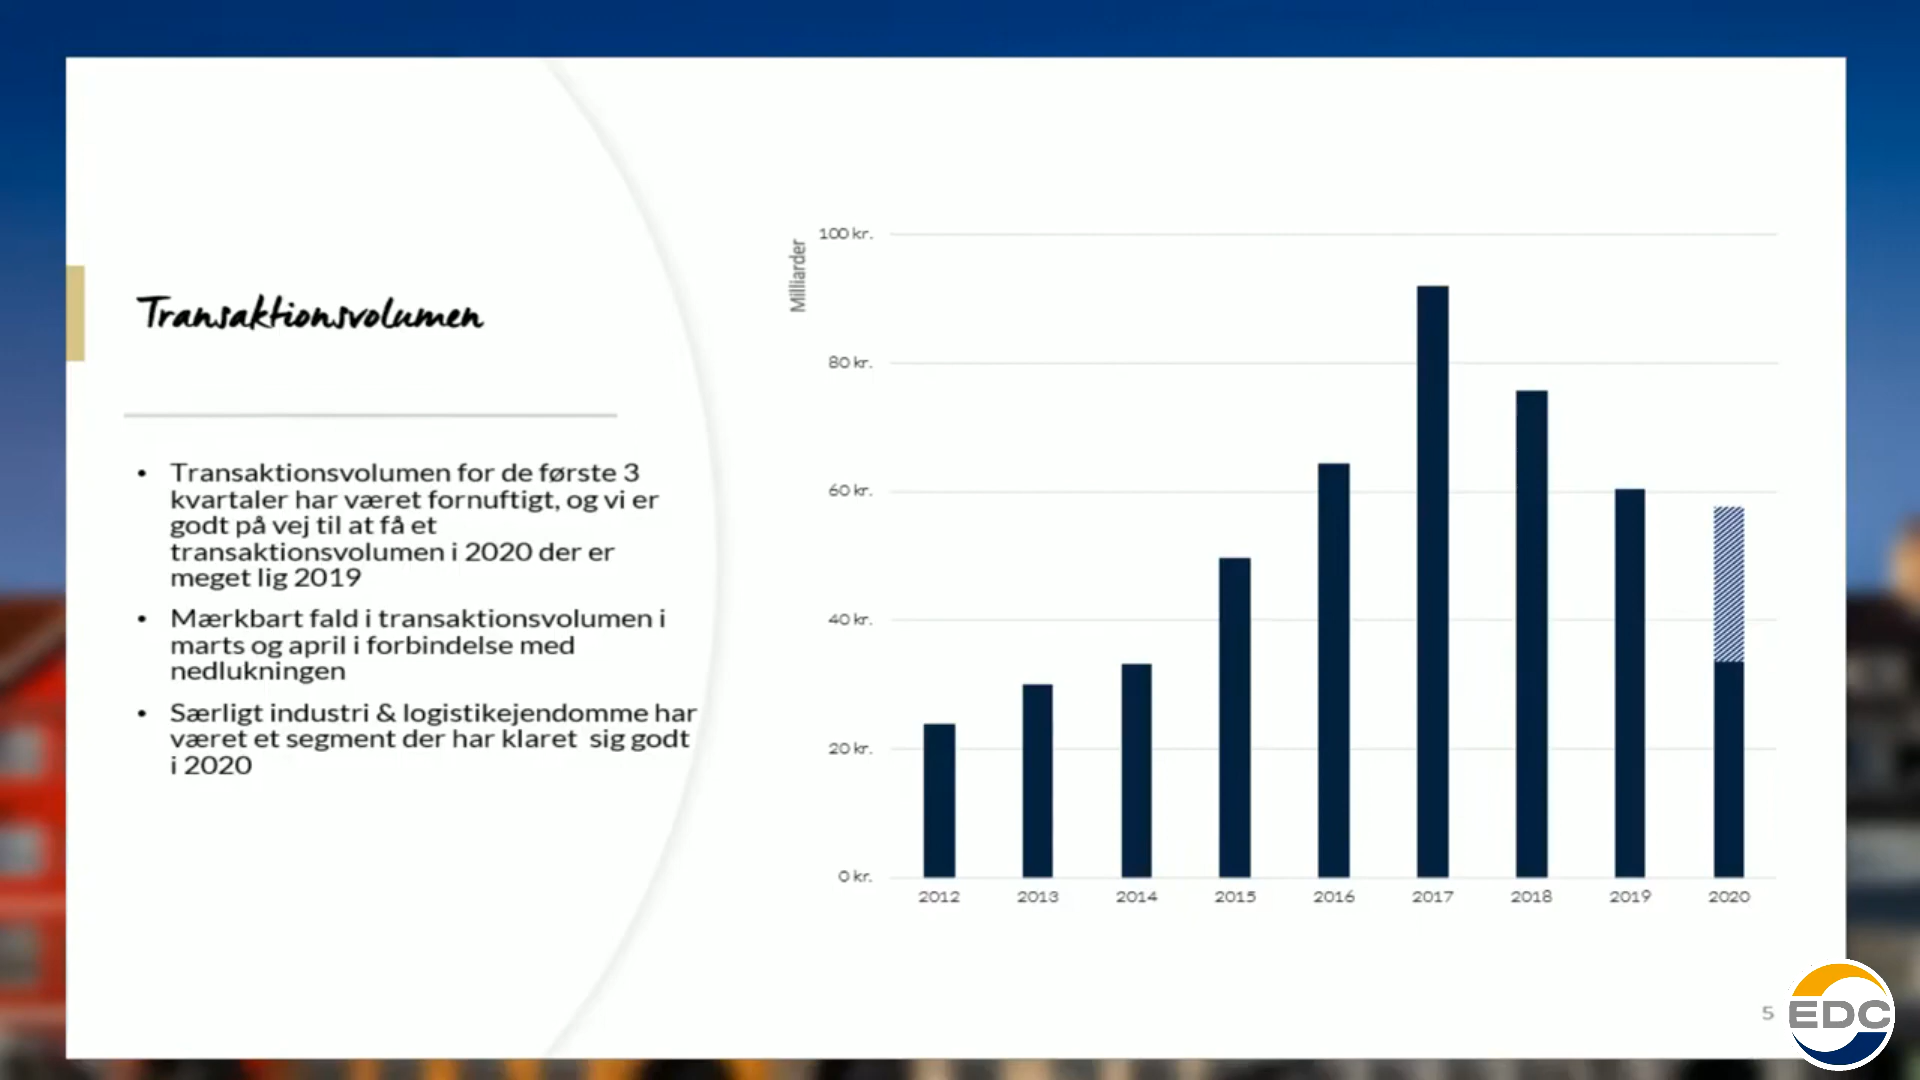 Transaktionsvolumen
• Transaktionsvolumen for de første 3
kvartaler har været fornuftigt, og vi er
godt på vej til at få et
transaktionsvolumen i 2020 der er
meget lig 2019
• Mærkbart fald i transaktionsvolumen i
marts og april i forbindelse med
nedlukningen
• Særligt industri & logistikejendomme har
været et segment der har klaret sig godt
i 2020
Milliarder
100 kr.
80 kr.
60 kr.
40 kr.
20 kr.
0 kr.
2012 2013 2014 2015 2016 2017 2018 2019 2020
5
EDC